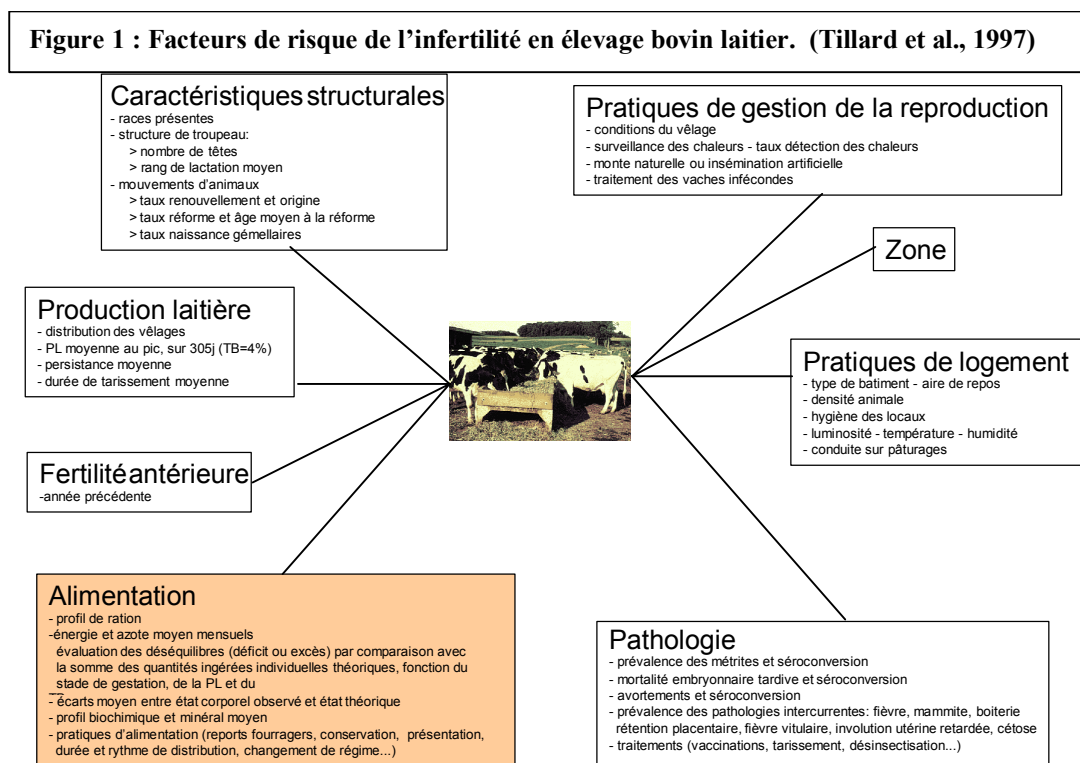 Figure 1 : Facteurs de risque de l'infertilité en élevage bovin laitier. (Tillard et al., 1997)
Caractéristiques structurales
- races présentes
- structure de troupeau:
> nombre de têtes
> rang de lactation moyen
- mouvements d'animaux
>taux renouvellement et origine
> taux réforme et âge moyen à la réforme
> taux naissance gémellaires
Pratiques de gestion de la reproduction
- conditions du vêlage
- surveillance des chaleurs - taux détection des chaleurs
- monte naturelle ou insémination artificielle
- traitement des vaches infécondes
Zone
Production laitière
- distribution des vêlages
- PL moyenne au pic, sur 305j (TB=4%)
- persistance moyenne
- durée de tarissement moyenne
Pratiques de logement
- type de batiment - aire de repos
- densité animale
- hygiène des locaux
- luminosité - température - humidité
- conduite sur pâturages
Fertilité antérieure
-année précédente
Alimentation
- profil de ration
-énergie et azote moyen mensuels
évaluation des déséquilibres (déficit ou excès) par comparaison avec
la somme des quantités ingérées individuelles théoriques, fonction du
stade de gestation, de la PL et du
- écarts moyen entre état corporel observé et état théorique
- profil biochimique et minéral moyen
- pratiques d'alimentation (reports fourragers, conservation, présentation,
durée et rythme de distribution, changement de régime...)
Pathologie
- prévalence des métrites et séroconversion
- mortalité embryonnaire tardive et séroconversion
- avortements et séroconversion
- prévalence des pathologies intercurrentes: fièvre, mammite, boiterie
rétention placentaire, fièvre vitulaire, involution utérine retardée, cétose
- traitements (vaccinations, tarissement, désinsectisation...)